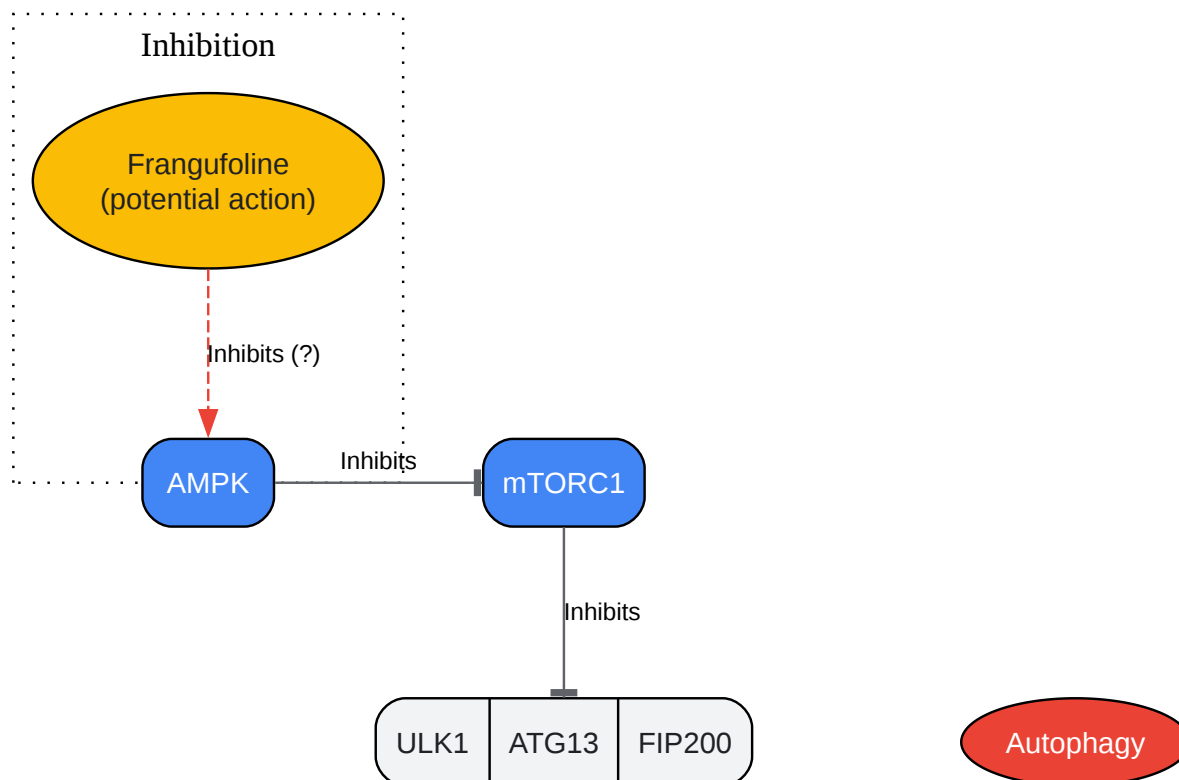 Inhibition
Frangufoline
(potential action)
Inhibits (?)
AMPK
Inhibits
mTORC1
Inhibits
ULK1
ATG13
FIP200
Autophagy